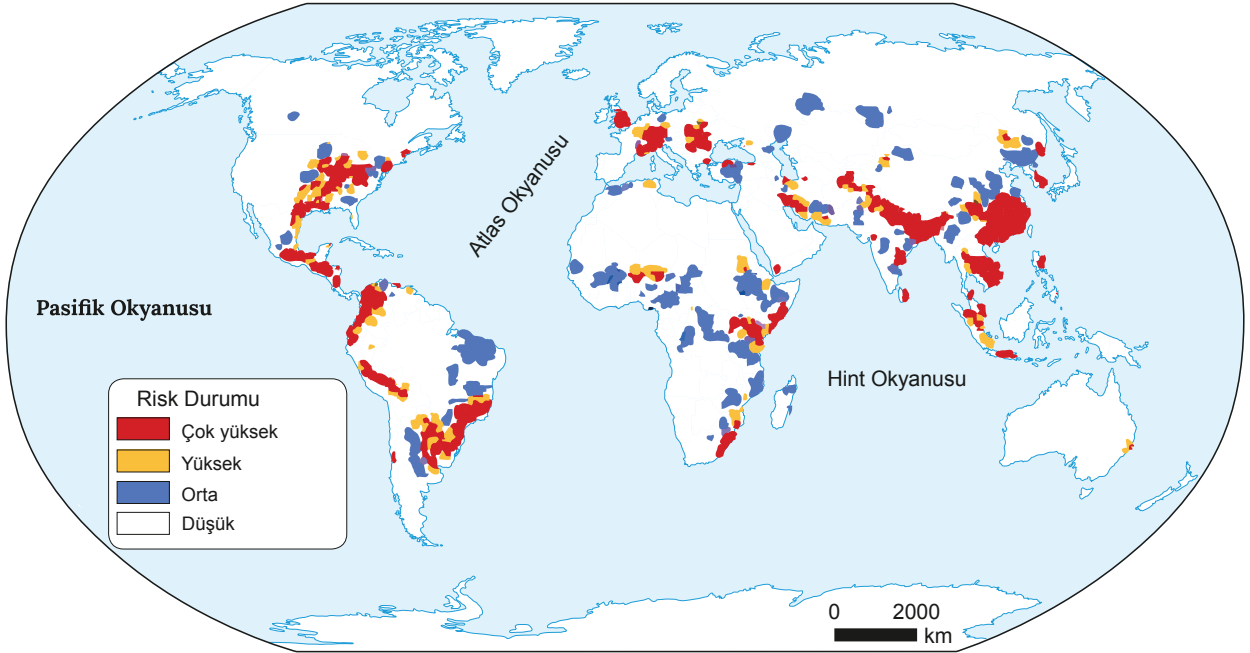 Atlas Okyanusu
Pasifik Okyanusu
Hint Okyanusu
Risk Durumu
Çok yüksek
Yüksek
Orta
Düşük
0 2000
km